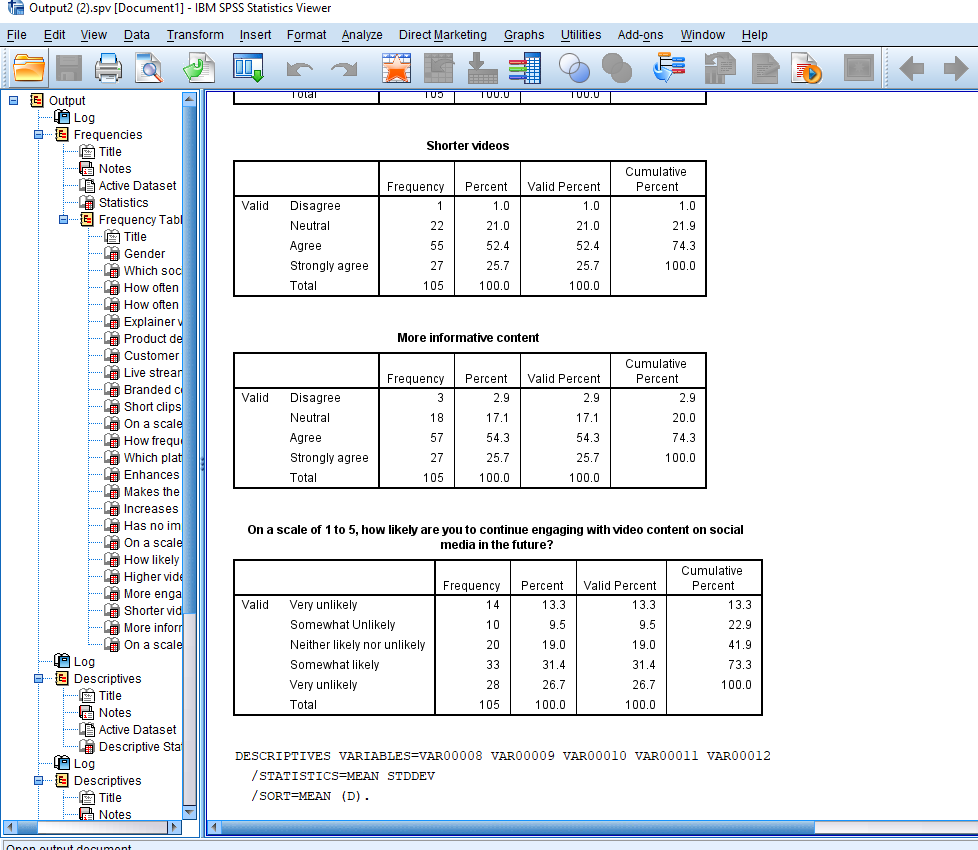 Output2 (2).spv [Document1] - IBM SPSS Statistics Viewer
File Edit View Data Transform Insert Format Analyze Direct Marketing Graphs Utilities Add-ons Window Help
Output
Log
Frequencies
Title
Notes
Active Dataset
Statistics
Frequency Tabl
Title
Gender
Which soc
How often
How often
Explainer v
Product de
Customer
Live strear
Branded c
Short clips
On a scale
How frequ
Which plat
Enhances
Makes the
Increases
Has no im
On a scale
How likely
Higher vide
More enga
Shorter vid
More inforr
On a scale
Log
Descriptives
Title
Notes
Active Dataset
Descriptive Sta
Log
Descriptives
Title
Notes
Total 105 100.0 100.0
Shorter videos
Frequency Percent Valid Percent Cumulative Percent
Valid Disagree 1 1.0 1.0 1.0
Neutral 22 21.0 21.0 21.9
Agree 55 52.4 52.4 74.3
Strongly agree 27 25.7 25.7 100.0
Total 105 100.0 100.0
More informative content
Frequency Percent Valid Percent Cumulative Percent
Valid Disagree 3 2.9 2.9 2.9
Neutral 18 17.1 17.1 20.0
Agree 57 54.3 54.3 74.3
Strongly agree 27 25.7 25.7 100.0
Total 105 100.0 100.0
On a scale of 1 to 5, how likely are you to continue engaging with video content on social
media in the future?
Frequency Percent Valid Percent Cumulative Percent
Valid Very unlikely 14 13.3 13.3 13.3
Somewhat Unlikely 10 9.5 9.5 22.9
Neither likely nor unlikely 20 19.0 19.0 41.9
Somewhat likely 33 31.4 31.4 73.3
Very unlikely 28 26.7 26.7 100.0
Total 105 100.0 100.0
DESCRIPTIVES VARIABLES=VAR00008 VAR00009 VAR00010 VAR00011 VAR00012
/STATISTICS=MEAN STDDEV
/SORT=MEAN (D).
Open output document